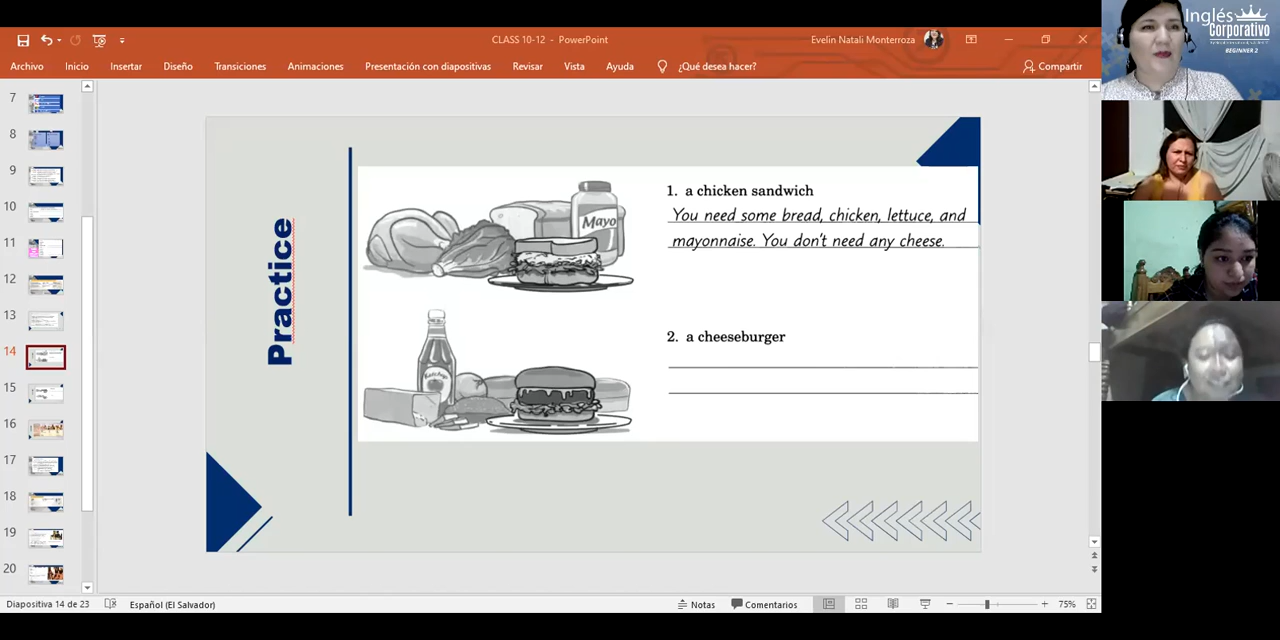 CLASS 10-12 - PowerPoint
Evelin Natali Monterroza
Archivo Inicio Insertar Diseño Transiciones Animaciones Presentación con diapositivas Revisar Vista Ayuda ¿Qué desea hacer? Compartir
7
8
9
10
11
12
13
14
15
16
17
18
19
20
Practice
Mayo
Ketchup
1. a chicken sandwich
You need some bread, chicken, lettuce, and
mayonnaise. You don't need any cheese.
2. a cheeseburger
Diapositiva 14 de 23 Español (El Salvador) Notas Comentarios 75%
Inglés
Corporativo
BEGINNER 2